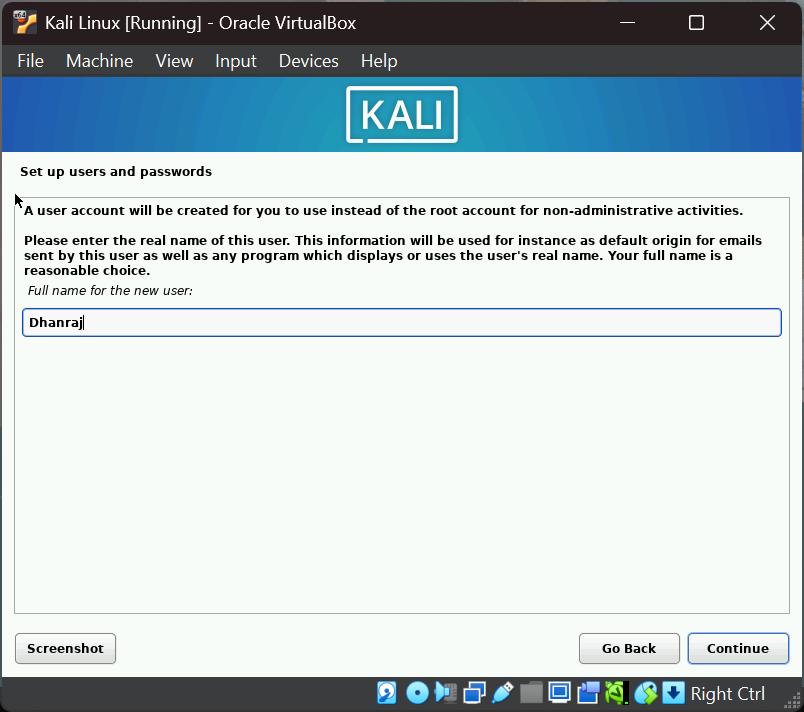 Kali Linux [Running] - Oracle VirtualBox
File Machine View Input Devices Help
KALI
Set up users and passwords
A user account will be created for you to use instead of the root account for non-administrative activities.
Please enter the real name of this user. This information will be used for instance as default origin for emails
sent by this user as well as any program which displays or uses the user's real name. Your full name is a
reasonable choice.
Full name for the new user:
Dhanraj
Screenshot Go Back Continue
Right Ctrl